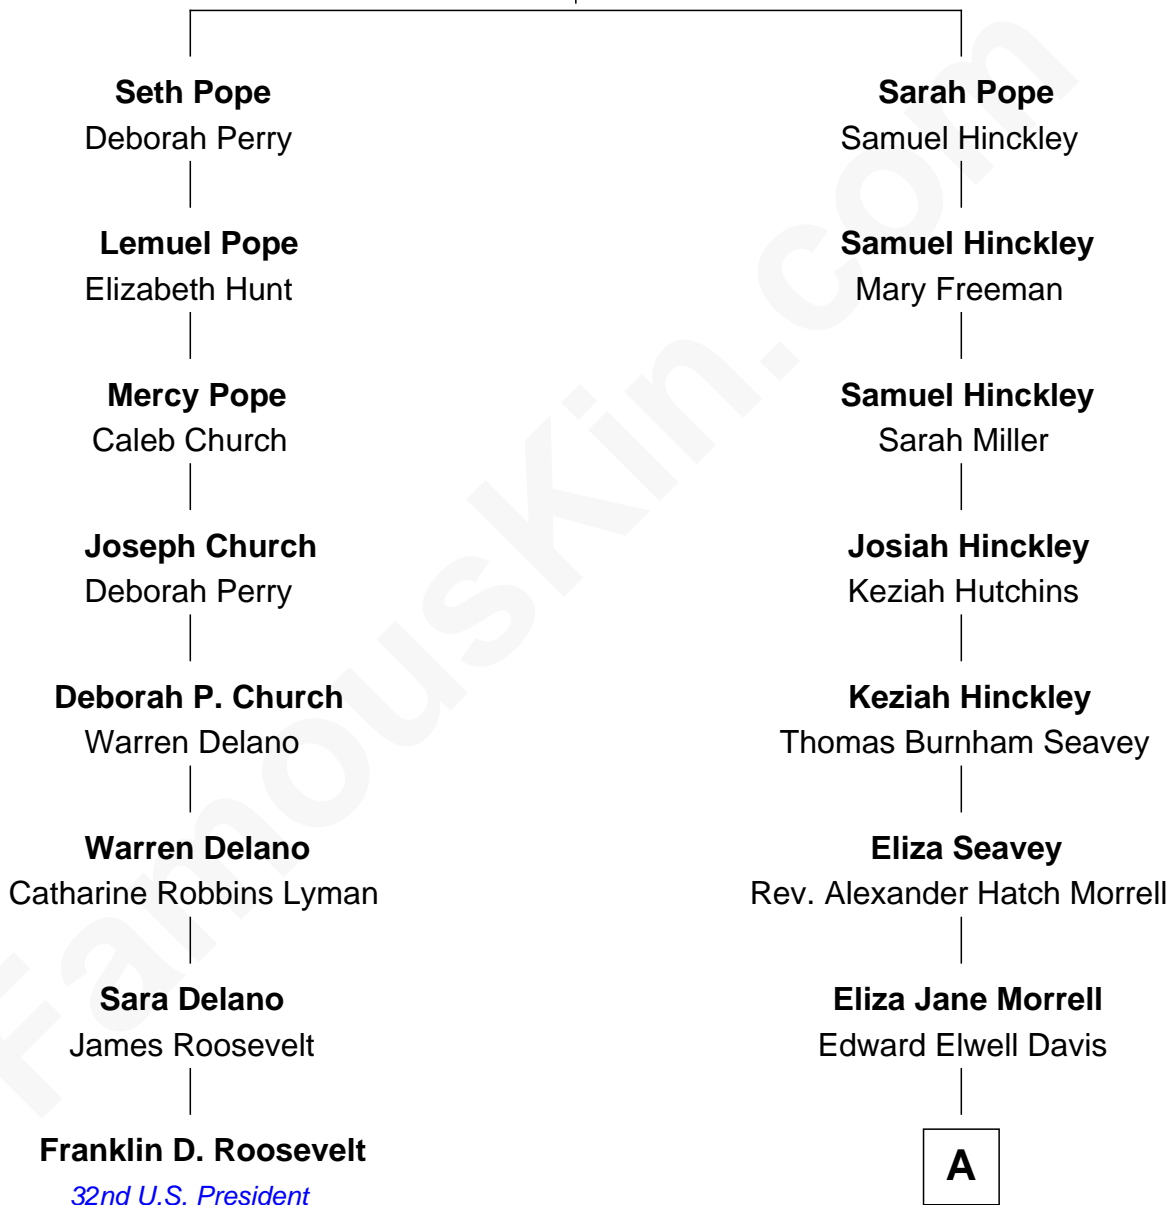 Seth Pope
Deborah Perry
Sarah Pope
Samuel Hinckley
Lemuel Pope
Elizabeth Hunt
Samuel Hinckley
Mary Freeman
Mercy Pope
Caleb Church
Samuel Hinckley
Sarah Miller
Joseph Church
Deborah Perry
Josiah Hinckley
Keziah Hutchins
Deborah P. Church
Warren Delano
Keziah Hinckley
Thomas Burnham Seavey
Warren Delano
Catharine Robbins Lyman
Eliza Seavey
Rev. Alexander Hatch Morrell
Sara Delano
James Roosevelt
Eliza Jane Morrell
Edward Elwell Davis
Franklin D. Roosevelt
32nd U.S. President
A
FamousKin.com